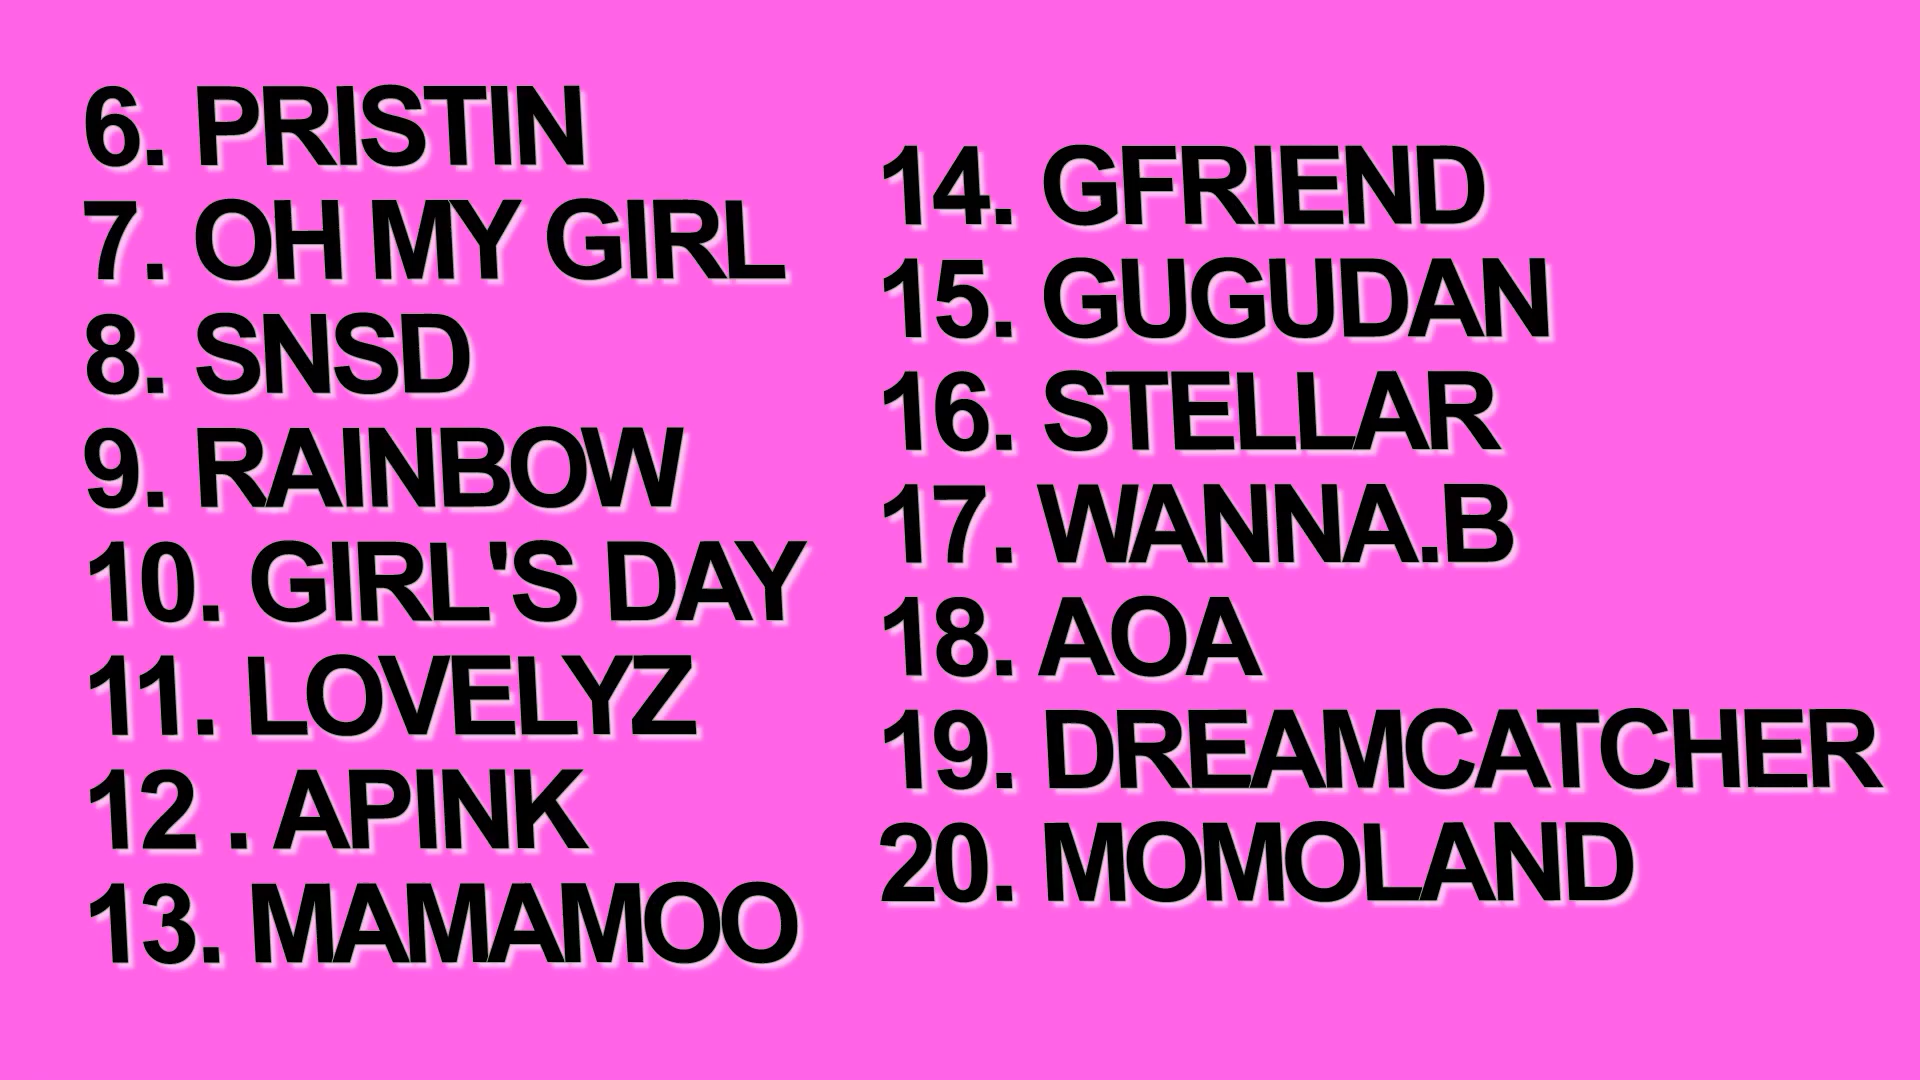 6. PRISTIN
7. OH MY GIRL
8. SNSD
9. RAINBOW
10. GIRL'S DAY
11. LOVELYZ
12 . APINK
13. MAMAMOO
14. GFRIEND
15. GUGUDAN
16. STELLAR
17. WANNA.B
18. AOA
19. DREAMCATCHER
20. MOMOLAND